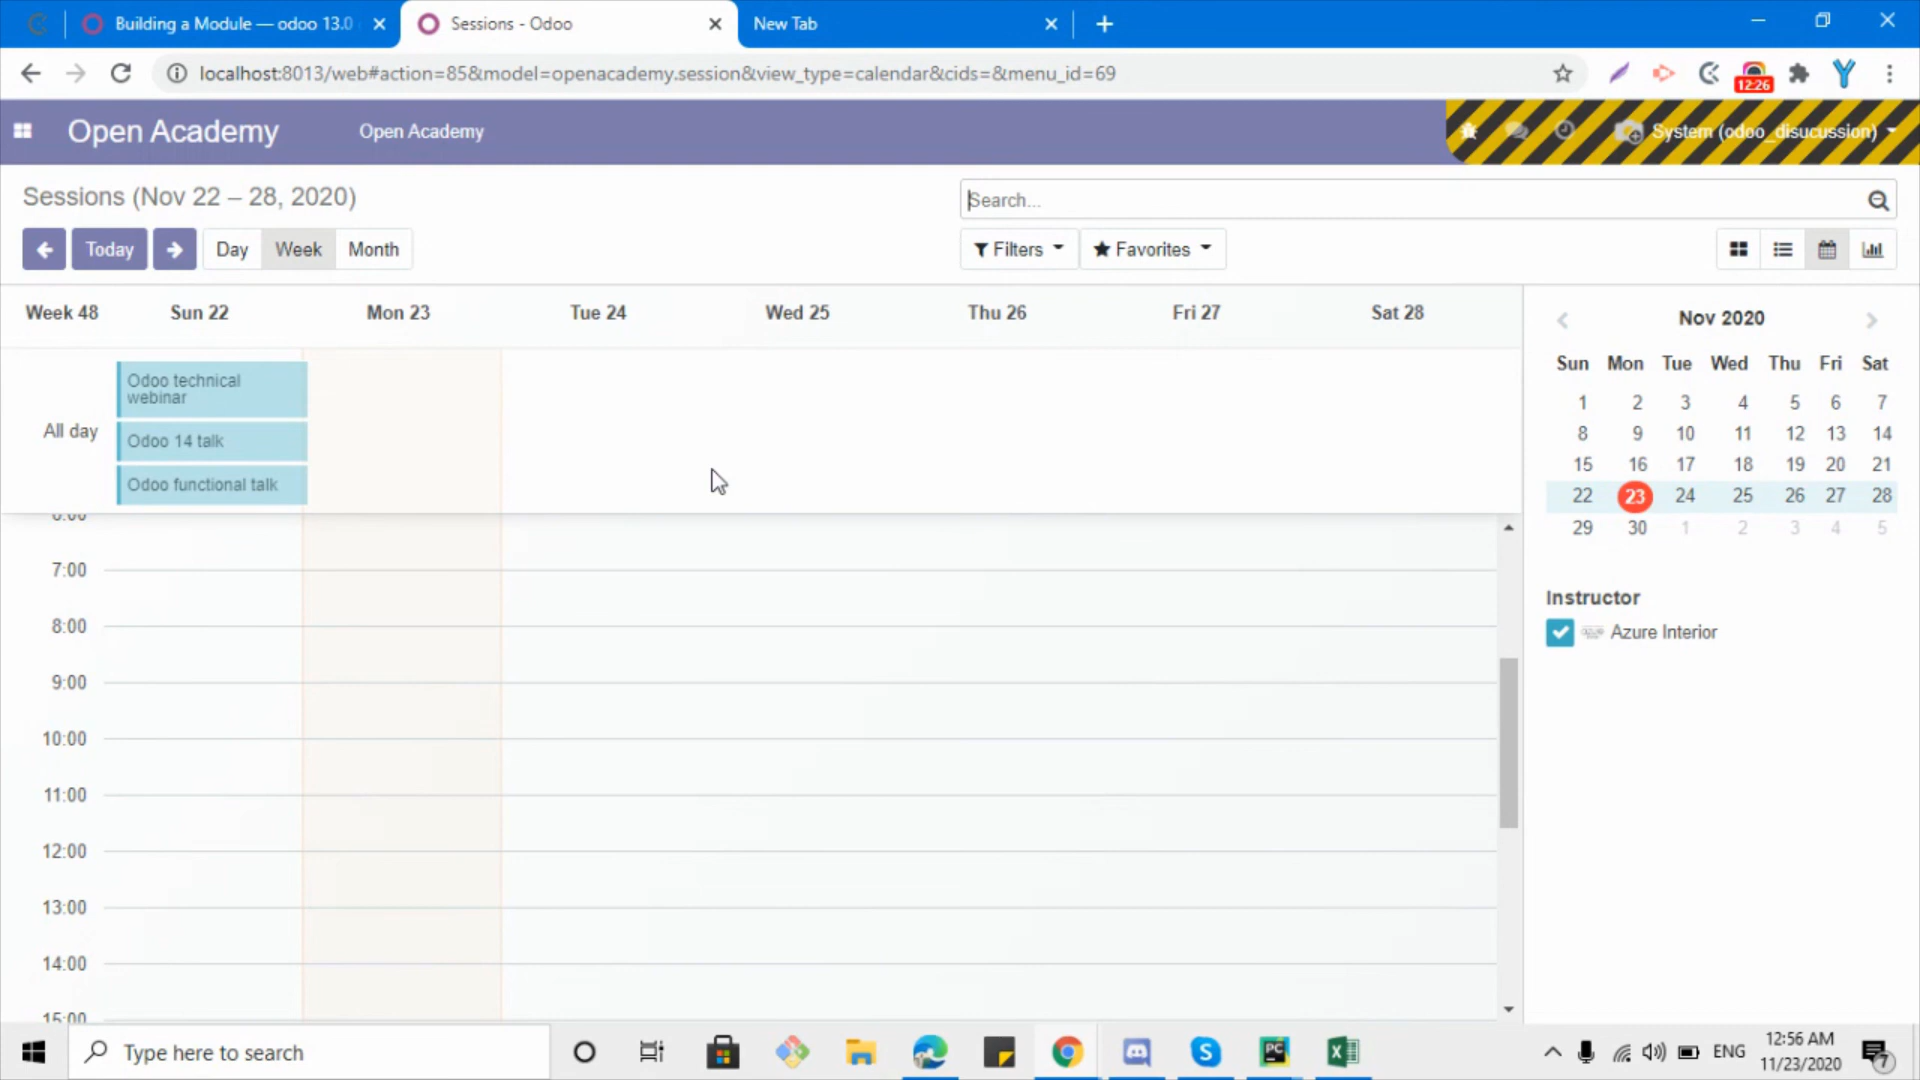 Building a Module — odoo 13.0
Sessions - Odoo
New Tab
localhost:8013/web#action=85&model=openacademy.session&view_type=calendar&cids=&menu_id=69
12:26
Open Academy
Open Academy
System (odoo_disucussion)
Sessions (Nov 22 – 28, 2020)
Search...
Today
Day
Week
Month
Filters
Favorites
Week 48
Sun 22
Mon 23
Tue 24
Wed 25
Thu 26
Fri 27
Sat 28
All day
Odoo technical
webinar
Odoo 14 talk
Odoo functional talk
6:00
7:00
8:00
9:00
10:00
11:00
12:00
13:00
14:00
15:00
Nov 2020
Sun Mon Tue Wed Thu Fri Sat
1 2 3 4 5 6 7
8 9 10 11 12 13 14
15 16 17 18 19 20 21
22 23 24 25 26 27 28
29 30 1 2 3 4 5
Instructor
Azure Interior
Type here to search
PC
ENG
12:56 AM
11/23/2020
7